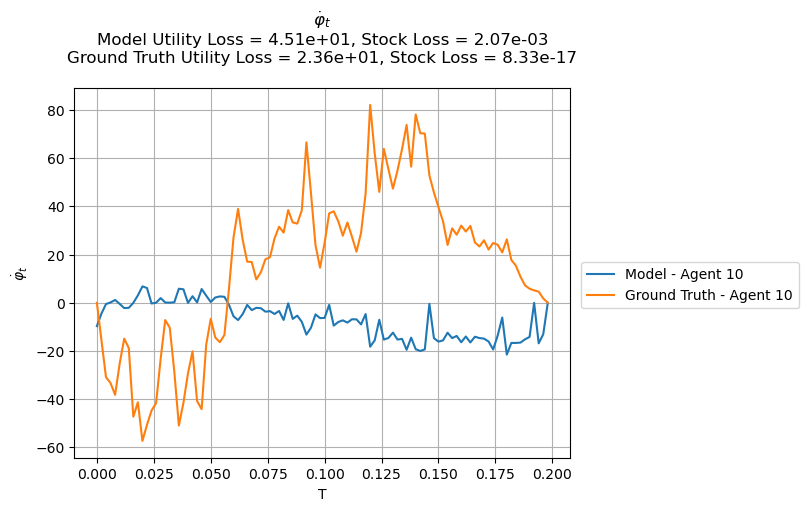 φ̇ₜ
Model Utility Loss = 4.51e+01, Stock Loss = 2.07e-03
Ground Truth Utility Loss = 2.36e+01, Stock Loss = 8.33e-17
80
60
40
20
0
−20
−40
−60
φ̇ₜ
0.000
0.025
0.050
0.075
0.100
0.125
0.150
0.175
0.200
T
Model - Agent 10
Ground Truth - Agent 10